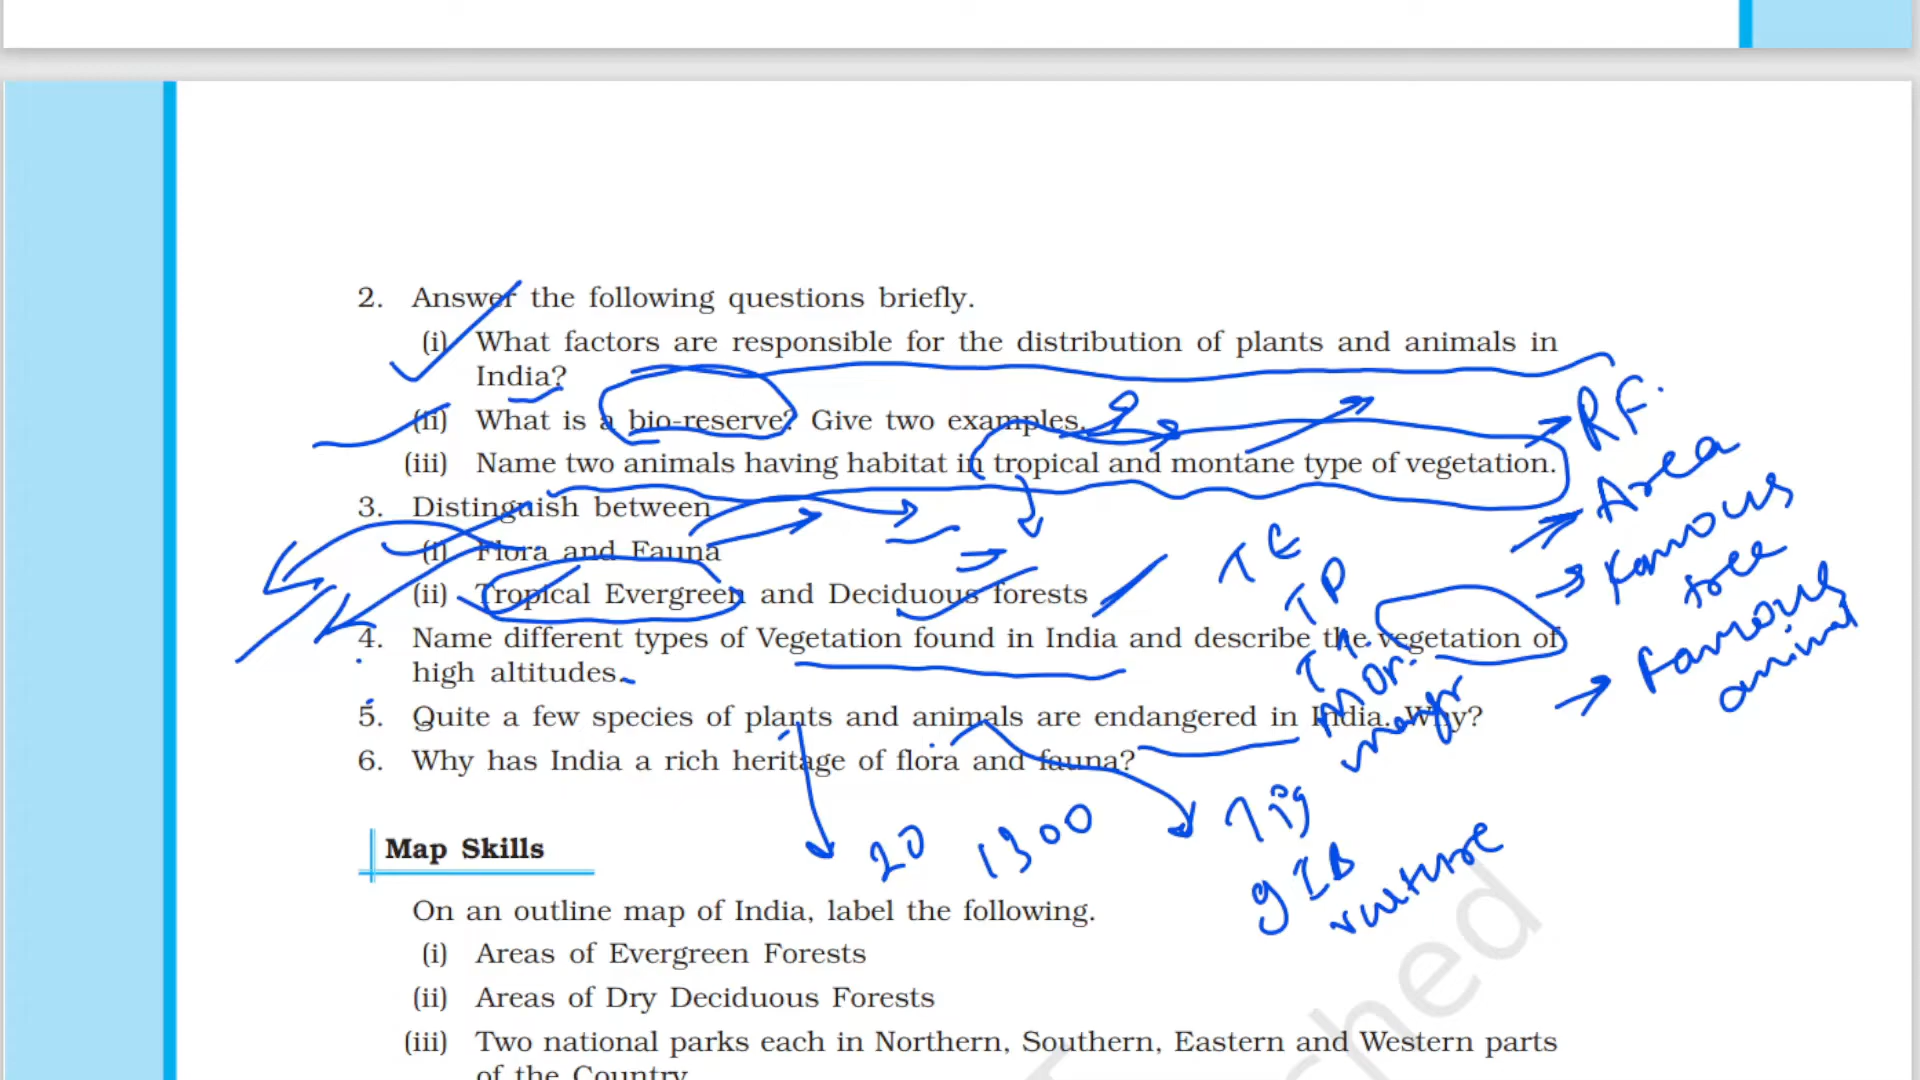 2. Answer the following questions briefly.
(i) What factors are responsible for the distribution of plants and animals in
India?
(ii) What is a bio-reserve? Give two examples.
(iii) Name two animals having habitat in tropical and montane type of vegetation.
3. Distinguish between
(i) Flora and Fauna
(ii) Tropical Evergreen and Deciduous forests
4. Name different types of Vegetation found in India and describe the vegetation of
high altitudes.
5. Quite a few species of plants and animals are endangered in India. Why?
6. Why has India a rich heritage of flora and fauna?
RF.
Area
Famous
tree
Famous
animal
TE
TD
Mon.
mangr
20 1300
Tig
gIB
vulture
Map Skills
On an outline map of India, label the following.
(i) Areas of Evergreen Forests
(ii) Areas of Dry Deciduous Forests
(iii) Two national parks each in Northern, Southern, Eastern and Western parts
of the Country